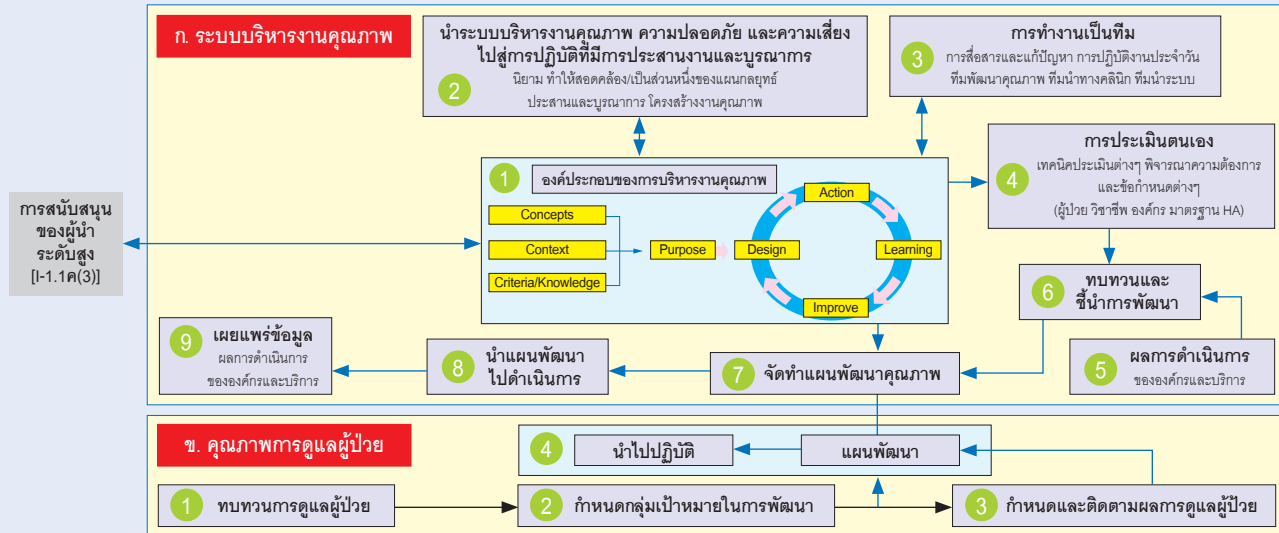 ก. ระบบบริหารงานคุณภาพ
นำระบบบริหารงานคุณภาพ ความปลอดภัย และความเสี่ยง
ไปสู่การปฏิบัติที่มีการประสานงานและบูรณาการ
2
นิยาม ทำให้สอดคล้อง/เป็นส่วนหนึ่งของแผนกลยุทธ์
ประสานและบูรณาการ โครงสร้างงานคุณภาพ
การทำงานเป็นทีม
3
การสื่อสารและแก้ปัญหา การปฏิบัติงานประจำวัน
ทีมพัฒนาคุณภาพ ทีมนำทางคลินิก ทีมนำระบบ
การสนับสนุน
ของผู้นำ
ระดับสูง
[I-1.1ค(3)]
1
องค์ประกอบของการบริหารงานคุณภาพ
Concepts
Context
Criteria/Knowledge
Purpose
Design
Action
Learning
Improve
การประเมินตนเอง
4
เทคนิคประเมินต่างๆ พิจารณาความต้องการ
และข้อกำหนดต่างๆ
(ผู้ป่วย วิชาชีพ องค์กร มาตรฐาน HA)
6
ทบทวนและ
ชี้นำการพัฒนา
5
ผลการดำเนินการ
ขององค์กรและบริการ
7
จัดทำแผนพัฒนาคุณภาพ
8
นำแผนพัฒนา
ไปดำเนินการ
9
เผยแพร่ข้อมูล
ผลการดำเนินการ
ขององค์กรและบริการ
ข. คุณภาพการดูแลผู้ป่วย
4
นำไปปฏิบัติ
แผนพัฒนา
1
ทบทวนการดูแลผู้ป่วย
2
กำหนดกลุ่มเป้าหมายในการพัฒนา
3
กำหนดและติดตามผลการดูแลผู้ป่วย